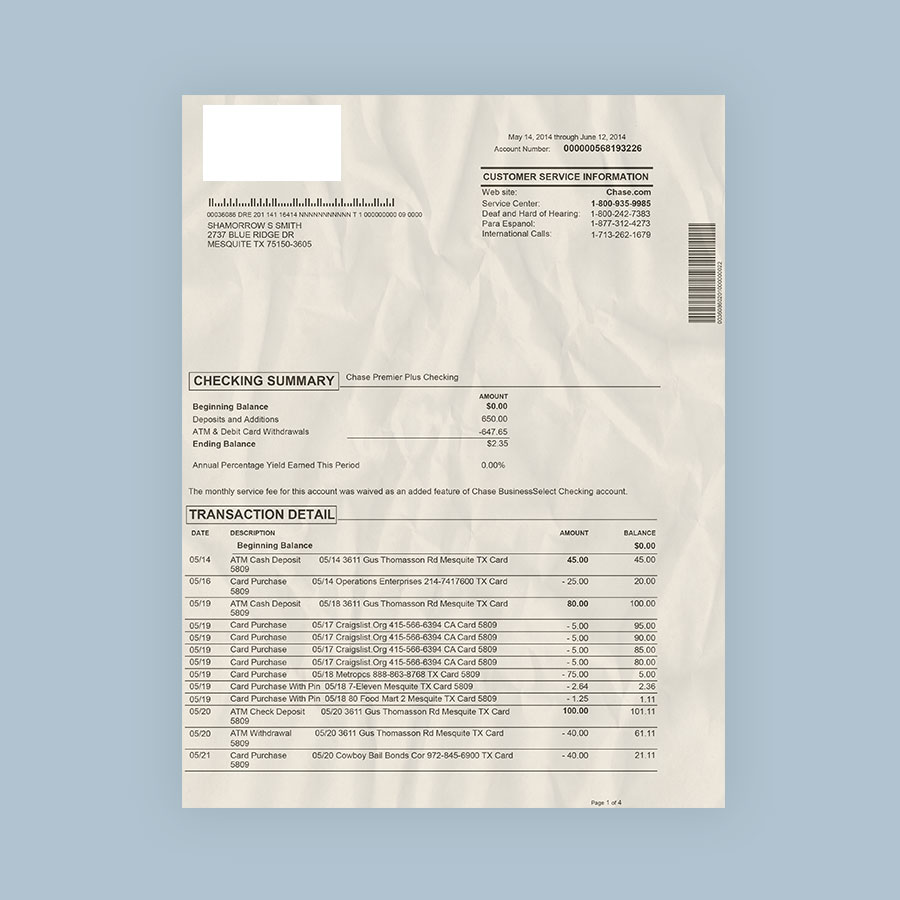 May 14, 2014 through June 12, 2014
Account Number: 000000568193226
CUSTOMER SERVICE INFORMATION
Web site: Chase.com
Service Center: 1-800-935-9985
Deaf and Hard of Hearing: 1-800-242-7383
Para Espanol: 1-877-312-4273
International Calls: 1-713-262-1679
00036086 DRE 201 141 16414 NNNNNNNNNNN T 1 000000000 09 0000
SHAMORROW S SMITH
2737 BLUE RIDGE DR
MESQUITE TX 75150-3605
CHECKING SUMMARY Chase Premier Plus Checking
AMOUNT
Beginning Balance $0.00
Deposits and Additions 650.00
ATM & Debit Card Withdrawals -647.65
Ending Balance $2.35
Annual Percentage Yield Earned This Period 0.00%
The monthly service fee for this account was waived as an added feature of Chase BusinessSelect Checking account.
TRANSACTION DETAIL
DATE DESCRIPTION AMOUNT BALANCE
Beginning Balance $0.00
05/14 ATM Cash Deposit 05/14 3611 Gus Thomasson Rd Mesquite TX Card 45.00 45.00
5809
05/16 Card Purchase 05/14 Operations Enterprises 214-7417600 TX Card - 25.00 20.00
5809
05/19 ATM Cash Deposit 05/18 3611 Gus Thomasson Rd Mesquite TX Card 80.00 100.00
5809
05/19 Card Purchase 05/17 Craigslist.Org 415-566-6394 CA Card 5809 - 5.00 95.00
05/19 Card Purchase 05/17 Craigslist.Org 415-566-6394 CA Card 5809 - 5.00 90.00
05/19 Card Purchase 05/17 Craigslist.Org 415-566-6394 CA Card 5809 - 5.00 85.00
05/19 Card Purchase 05/17 Craigslist.Org 415-566-6394 CA Card 5809 - 5.00 80.00
05/19 Card Purchase 05/18 Metropcs 888-863-8768 TX Card 5809 - 75.00 5.00
05/19 Card Purchase With Pin 05/18 7-Eleven Mesquite TX Card 5809 - 2.64 2.36
05/19 Card Purchase With Pin 05/18 80 Food Mart 2 Mesquite TX Card 5809 - 1.25 1.11
05/20 ATM Check Deposit 05/20 3611 Gus Thomasson Rd Mesquite TX Card 100.00 101.11
5809
05/20 ATM Withdrawal 05/20 3611 Gus Thomasson Rd Mesquite TX Card - 40.00 61.11
5809
05/21 Card Purchase 05/20 Cowboy Bail Bonds Cor 972-845-6900 TX Card - 40.00 21.11
5809
Page 1 of 4